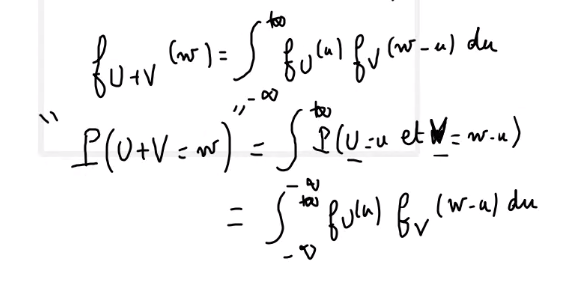 f_{U+V}(w) = ∫_{-∞}^{+∞} f_U(u) f_V(w-u) du
"P(U+V = w)" = ∫_{-∞}^{+∞} P(U=u et V=w-u)
= ∫_{-∞}^{+∞} f_U(u) f_V(w-u) du